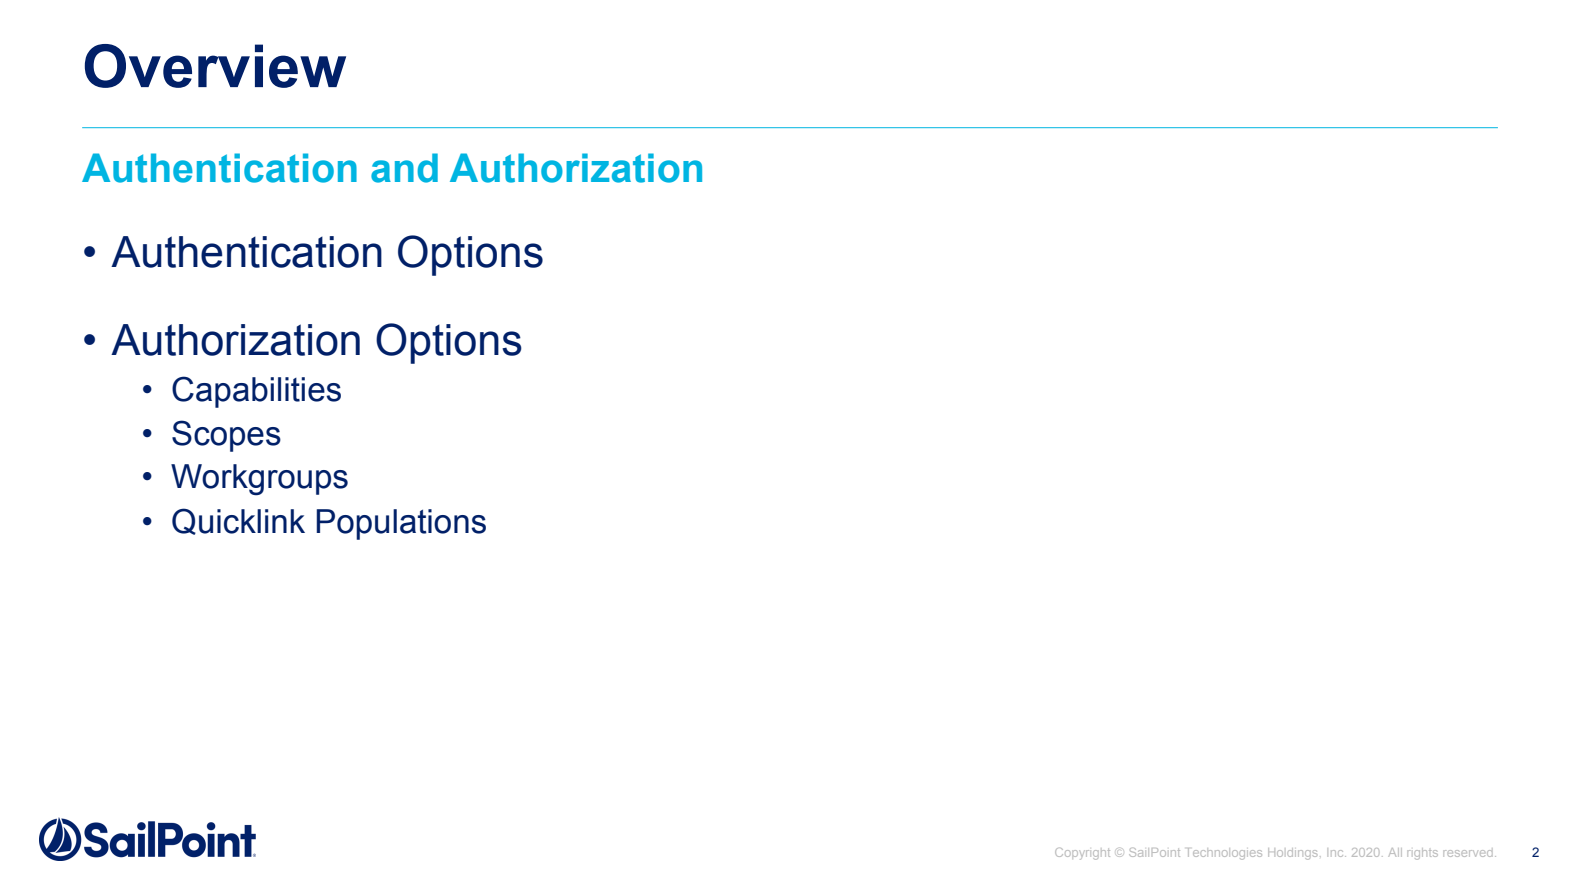 Overview
Authentication and Authorization
• Authentication Options
• Authorization Options
• Capabilities
• Scopes
• Workgroups
• Quicklink Populations
SailPoint
Copyright © SailPoint Technologies Holdings, Inc. 2020. All rights reserved. 2